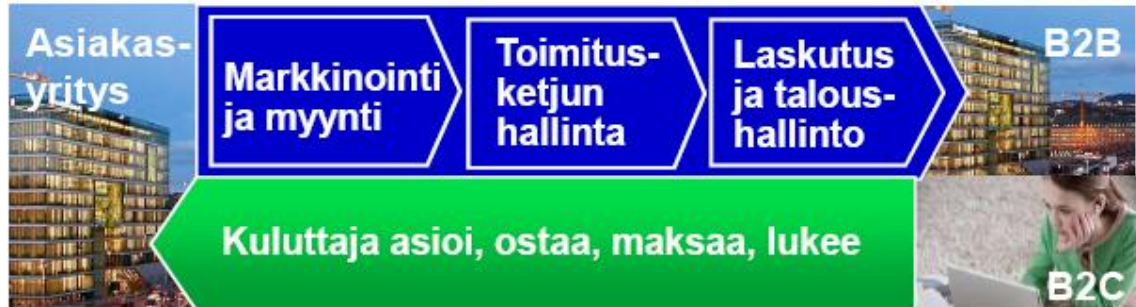 Asiakas-
yritys
Markkinointi
ja myynti
Toimitus-
ketjun
hallinta
Laskutus
ja talous-
hallinto
B2B
Kuluttaja asioi, ostaa, maksaa, lukee
B2C